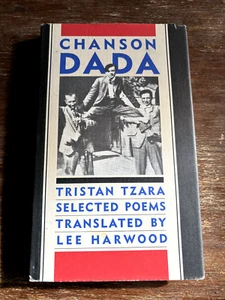 CHANSON
DADA
TRISTAN TZARA
SELECTED POEMS
TRANSLATED BY
LEE HARWOOD